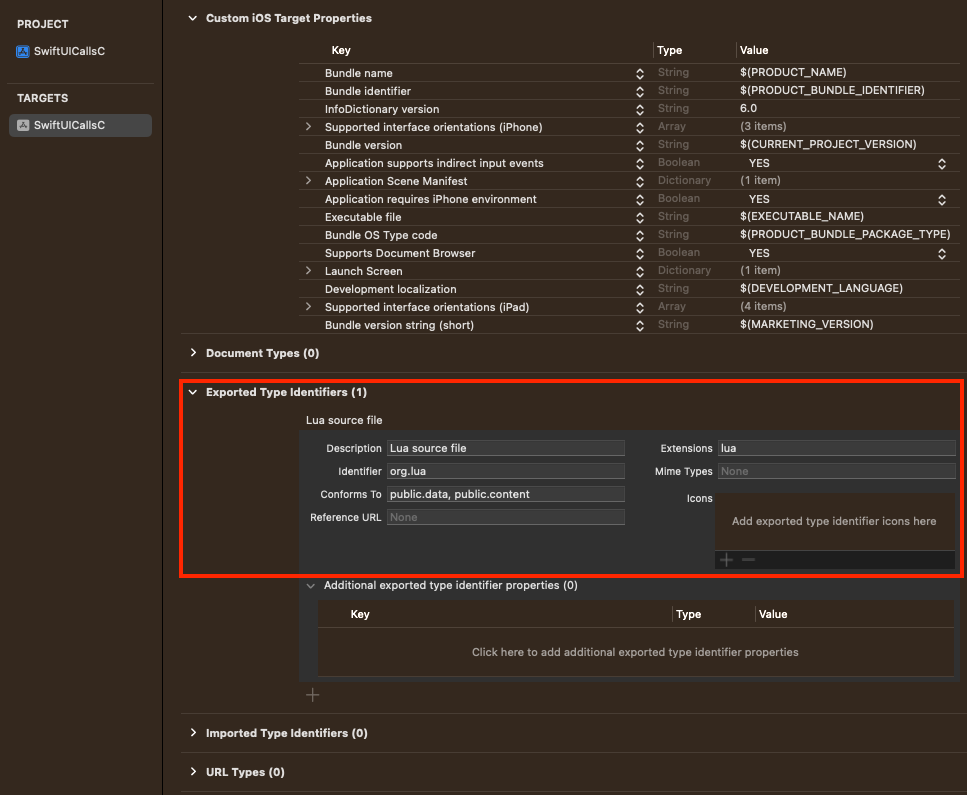 PROJECT
SwiftUICallsC
TARGETS
SwiftUICallsC
Custom iOS Target Properties
Key Type Value
Bundle name String $(PRODUCT_NAME)
Bundle identifier String $(PRODUCT_BUNDLE_IDENTIFIER)
InfoDictionary version String 6.0
Supported interface orientations (iPhone) Array (3 items)
Bundle version String $(CURRENT_PROJECT_VERSION)
Application supports indirect input events Boolean YES
Application Scene Manifest Dictionary (1 item)
Application requires iPhone environment Boolean YES
Executable file String $(EXECUTABLE_NAME)
Bundle OS Type code String $(PRODUCT_BUNDLE_PACKAGE_TYPE)
Supports Document Browser Boolean YES
Launch Screen Dictionary (1 item)
Development localization String $(DEVELOPMENT_LANGUAGE)
Supported interface orientations (iPad) Array (4 items)
Bundle version string (short) String $(MARKETING_VERSION)
Document Types (0)
Exported Type Identifiers (1)
Lua source file
Description Lua source file Extensions lua
Identifier org.lua Mime Types None
Conforms To public.data, public.content Icons
Reference URL None Add exported type identifier icons here
Additional exported type identifier properties (0)
Key Type Value
Click here to add additional exported type identifier properties
Imported Type Identifiers (0)
URL Types (0)